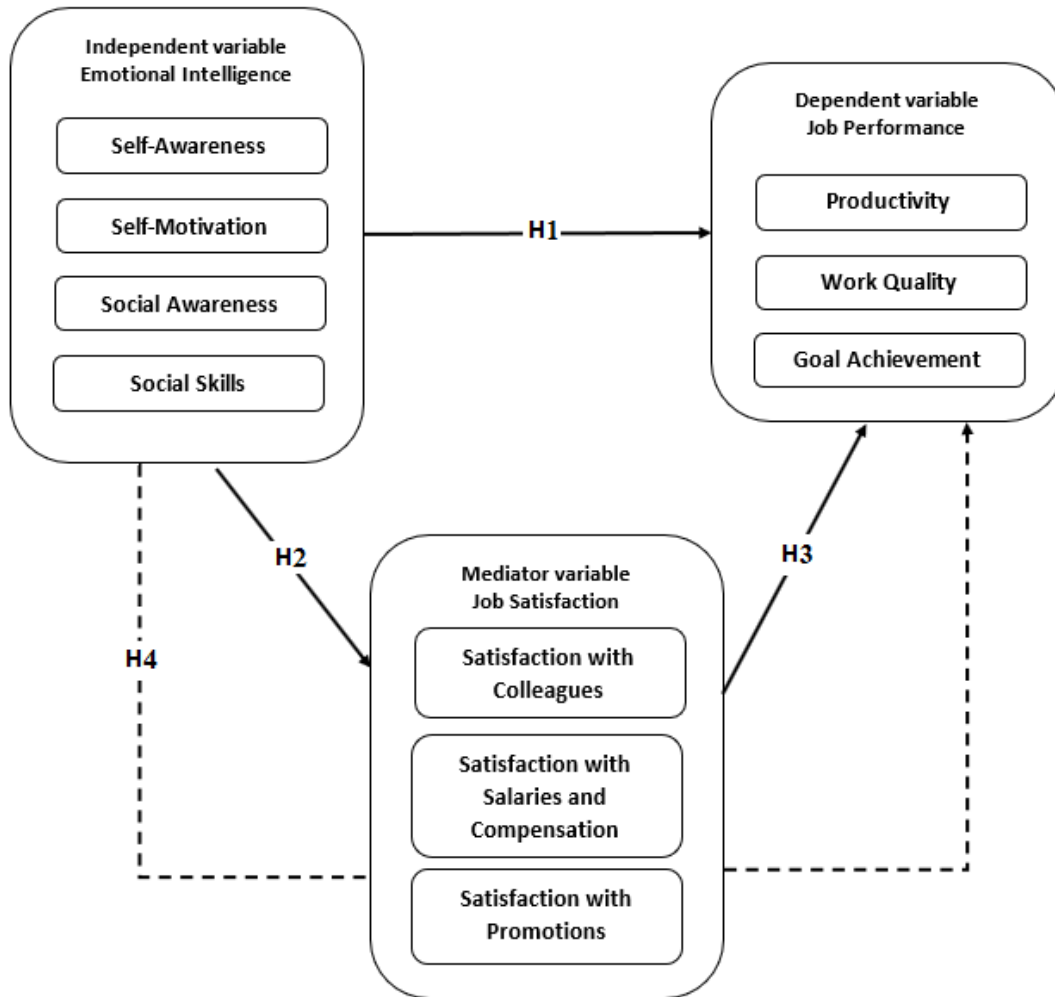 Independent variable
Emotional Intelligence
Self-Awareness
Self-Motivation
Social Awareness
Social Skills
H1
Dependent variable
Job Performance
Productivity
Work Quality
Goal Achievement
H2
H3
H4
Mediator variable
Job Satisfaction
Satisfaction with
Colleagues
Satisfaction with
Salaries and
Compensation
Satisfaction with
Promotions